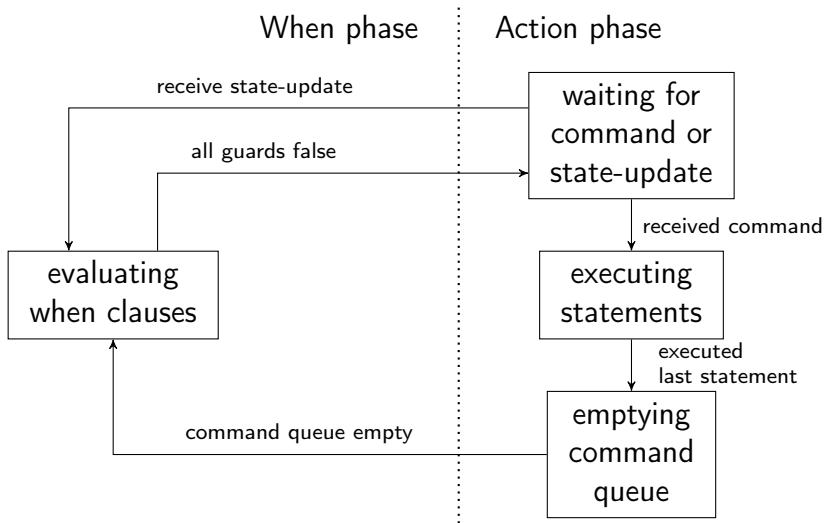 When phase
Action phase
receive state-update
waiting for
command or
state-update
all guards false
received command
evaluating
when clauses
executing
statements
executed
last statement
command queue empty
emptying
command
queue